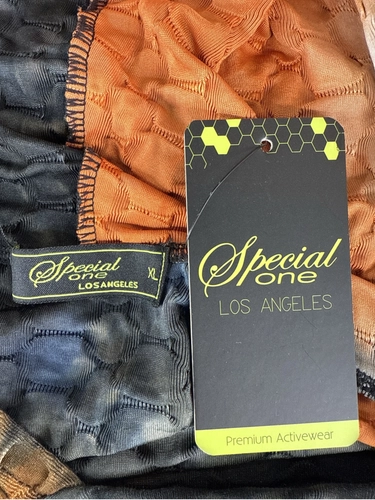 Special
one
LOS ANGELES
XL
Special
one
LOS ANGELES
Premium Activewear